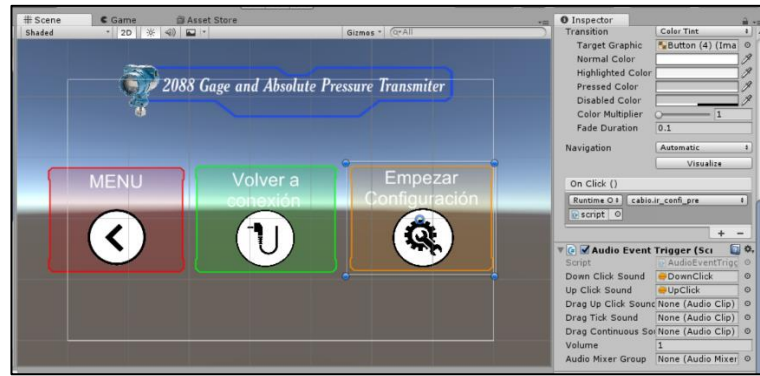 Scene
Game
Asset Store
Shaded
2D
Gizmos
All
2088 Gage and Absolute Pressure Transmiter
MENU
Volver a
conexión
Empezar
Configuración
Inspector
Transition
Color Tint
Target Graphic
Button (4) (Ima
Normal Color
Highlighted Color
Pressed Color
Disabled Color
Color Multiplier
1
Fade Duration
0.1
Navigation
Automatic
Visualize
On Click ()
Runtime O
cabio.ir_confi_pre
script
+ −
Audio Event Trigger (Scı
Script
AudioEventTrigg
Down Click Sound
DownClick
Up Click Sound
UpClick
Drag Up Click Sounc
None (Audio Clip)
Drag Tick Sound
None (Audio Clip)
Drag Continuous So
None (Audio Clip)
Volume
1
Audio Mixer Group
None (Audio Mixer